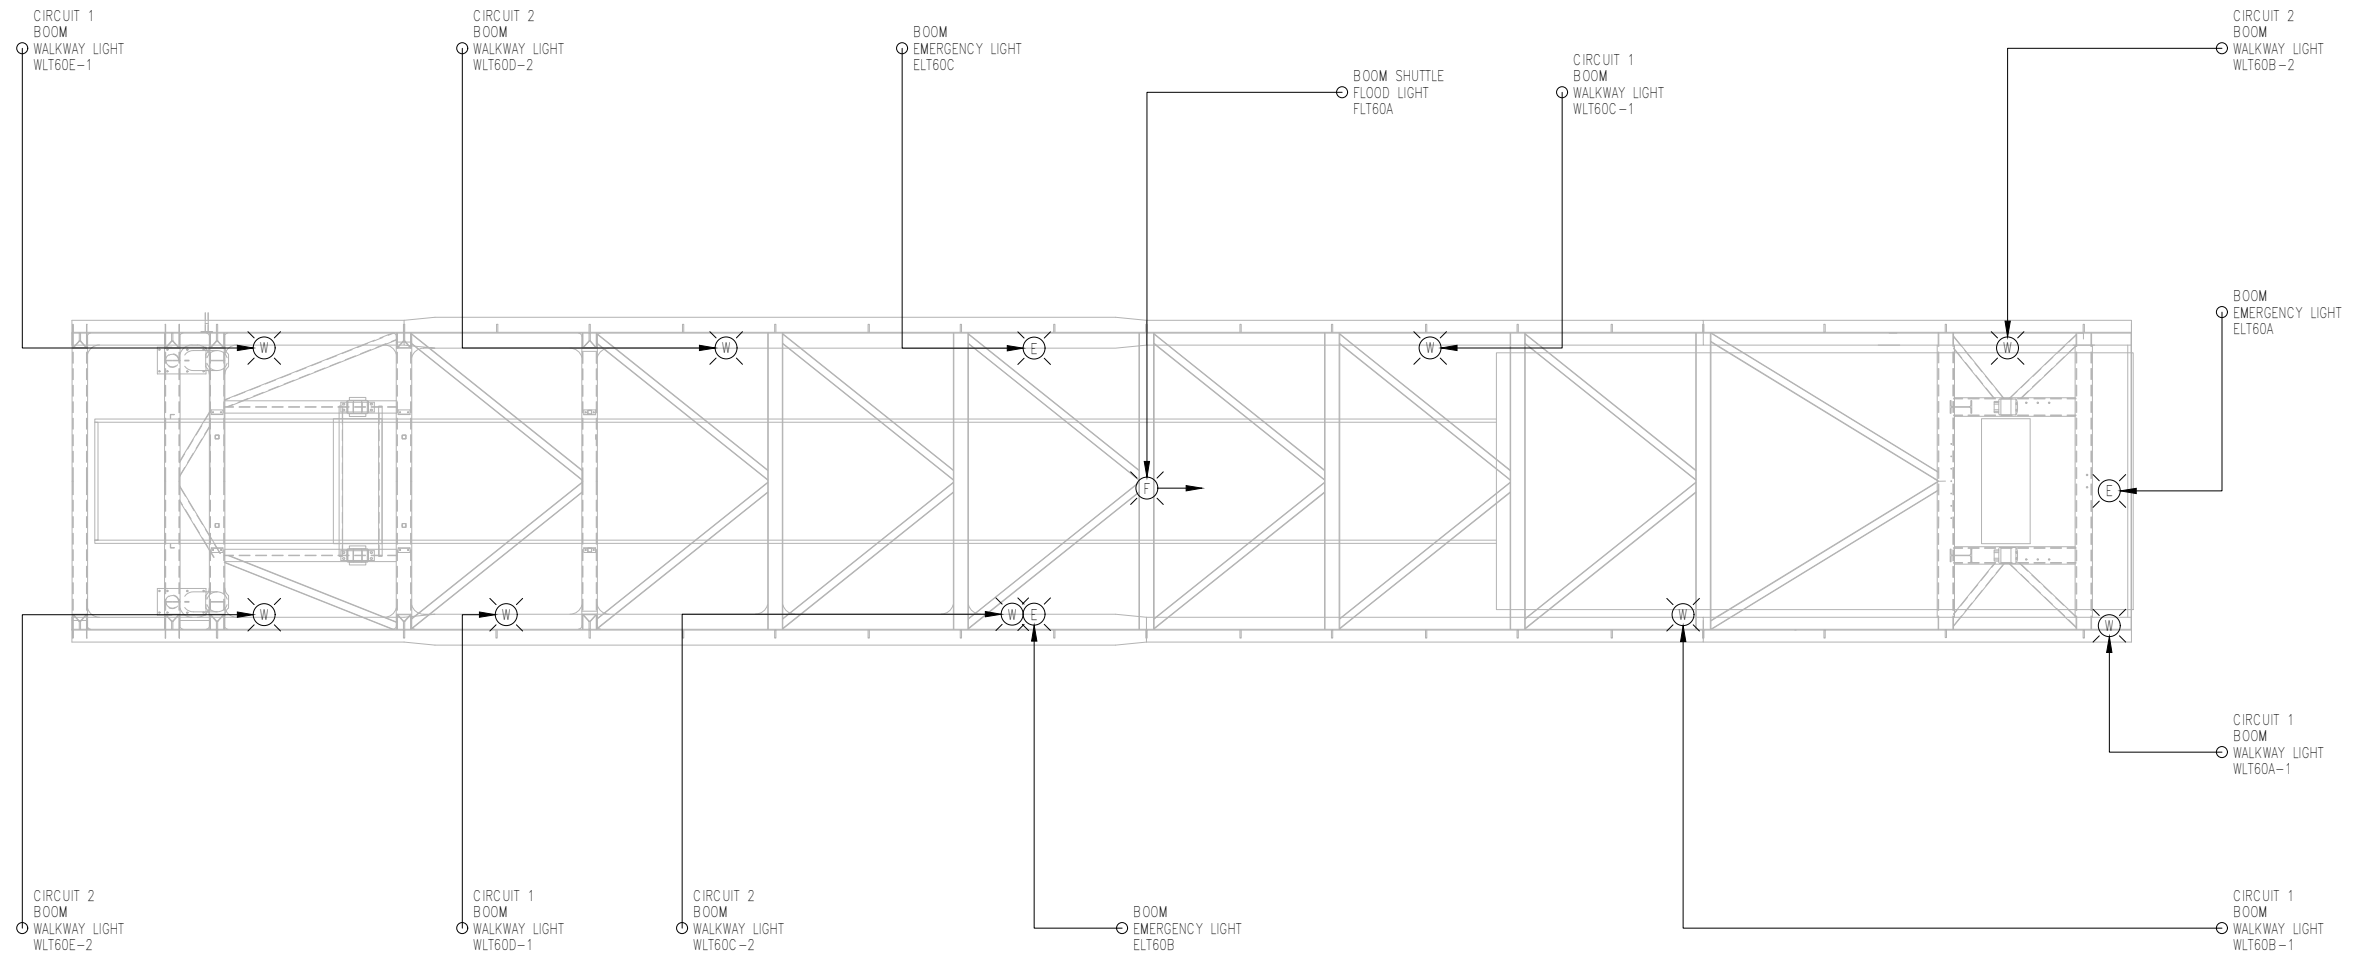 CIRCUIT 1
BOOM
WALKWAY LIGHT
WLT60E-1
CIRCUIT 2
BOOM
WALKWAY LIGHT
WLT60D-2
BOOM
EMERGENCY LIGHT
ELT60C
BOOM SHUTTLE
FLOOD LIGHT
FLT60A
CIRCUIT 1
BOOM
WALKWAY LIGHT
WLT60C-1
CIRCUIT 2
BOOM
WALKWAY LIGHT
WLT60B-2
BOOM
EMERGENCY LIGHT
ELT60A
W
W
E
W
W
F
E
W
W
W
E
W
W
CIRCUIT 1
BOOM
WALKWAY LIGHT
WLT60A-1
CIRCUIT 2
BOOM
WALKWAY LIGHT
WLT60E-2
CIRCUIT 1
BOOM
WALKWAY LIGHT
WLT60D-1
CIRCUIT 2
BOOM
WALKWAY LIGHT
WLT60C-2
BOOM
EMERGENCY LIGHT
ELT60B
CIRCUIT 1
BOOM
WALKWAY LIGHT
WLT60B-1